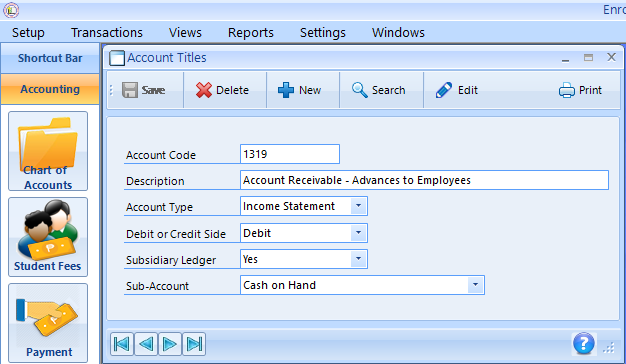 Enro
Setup Transactions Views Reports Settings Windows
Shortcut Bar
Account Titles
Accounting
Save Delete New Search Edit Print
Account Code 1319
Chart of
Accounts
Description Account Receivable - Advances to Employees
Account Type Income Statement
Debit or Credit Side Debit
Student Fees
Subsidiary Ledger Yes
Sub-Account Cash on Hand
Payment